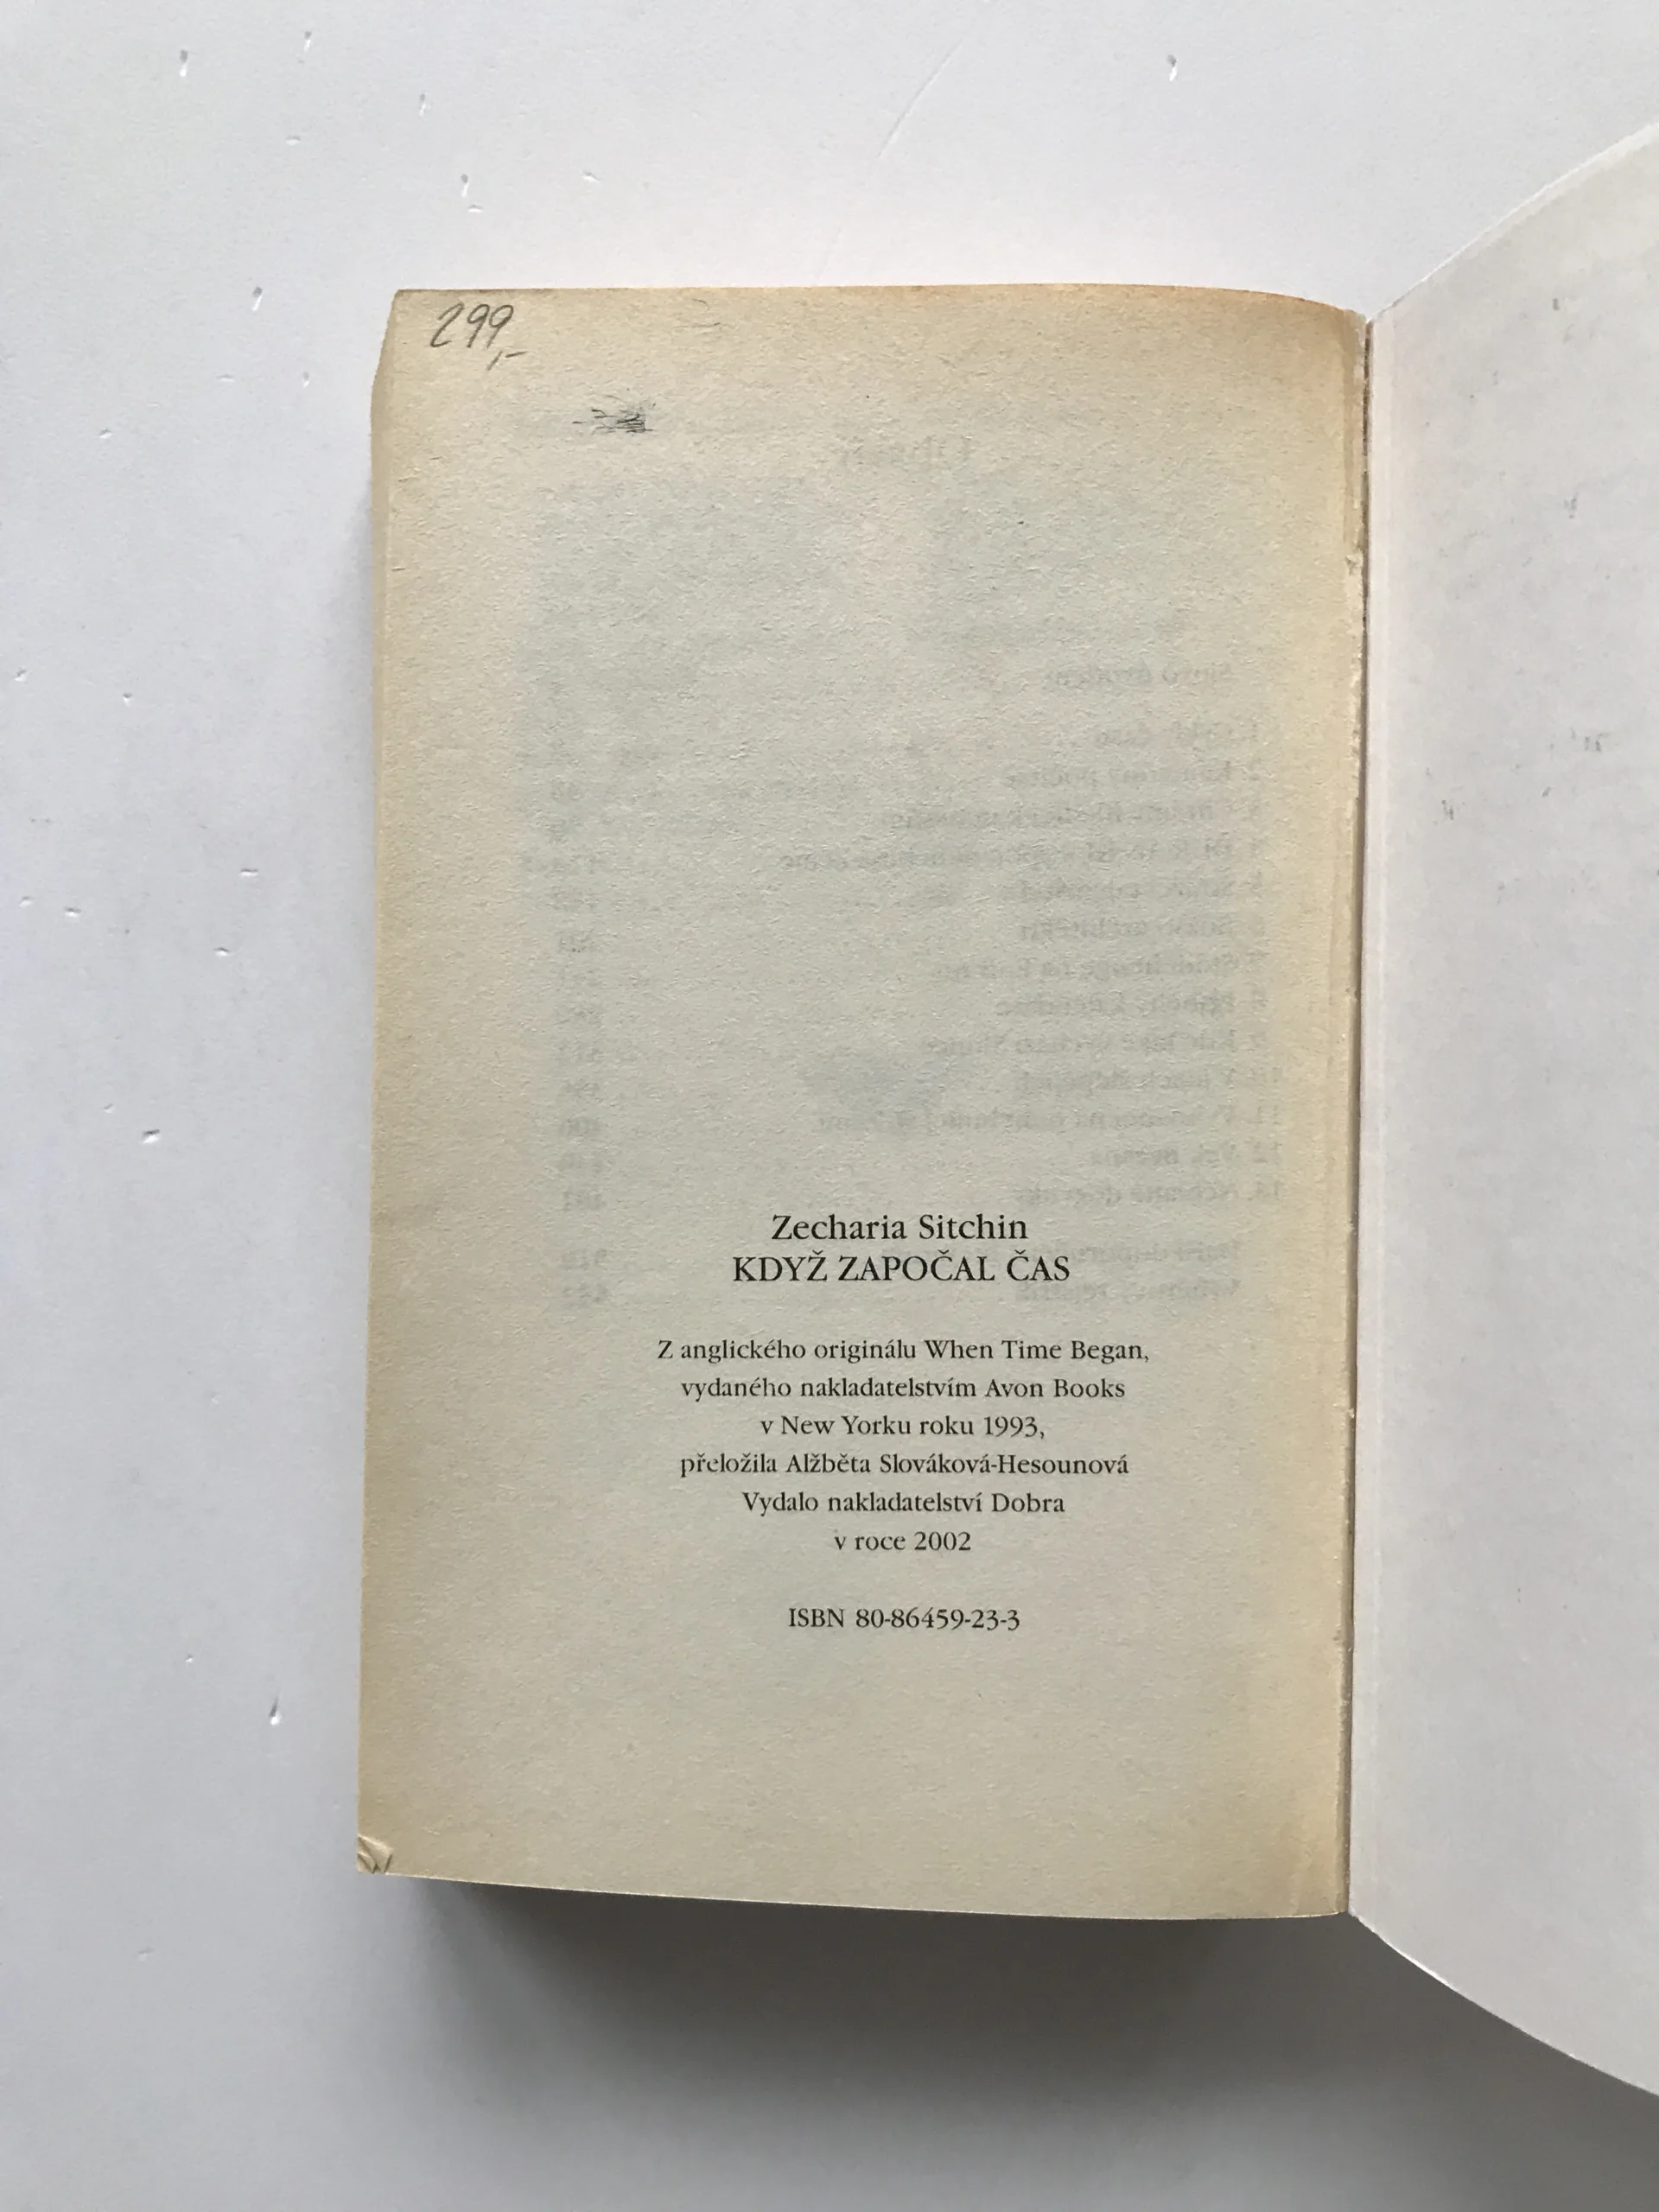 299,-
Zecharia Sitchin
KDYŽ ZAPOČAL ČAS
Z anglického originálu When Time Began,
vydaného nakladatelstvím Avon Books
v New Yorku roku 1993,
přeložila Alžběta Slováková-Hesounová
Vydalo nakladatelství Dobra
v roce 2002
ISBN 80-86459-23-3